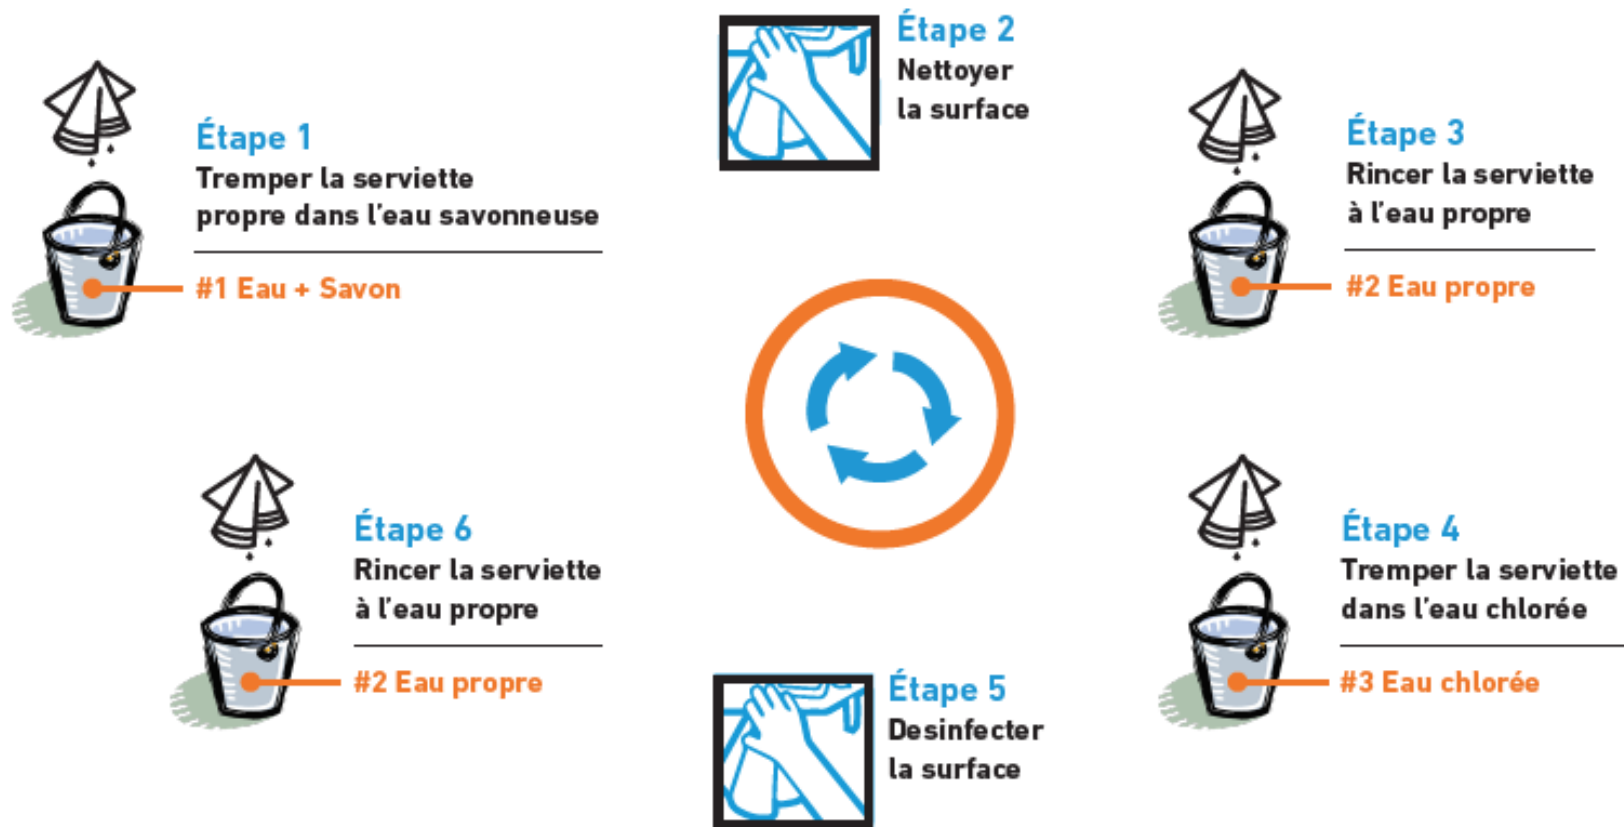 Étape 1
Tremper la serviette
propre dans l'eau savonneuse
#1 Eau + Savon
Étape 2
Nettoyer
la surface
Étape 3
Rincer la serviette
à l'eau propre
#2 Eau propre
Étape 4
Tremper la serviette
dans l'eau chlorée
#3 Eau chlorée
Étape 5
Desinfecter
la surface
Étape 6
Rincer la serviette
à l'eau propre
#2 Eau propre